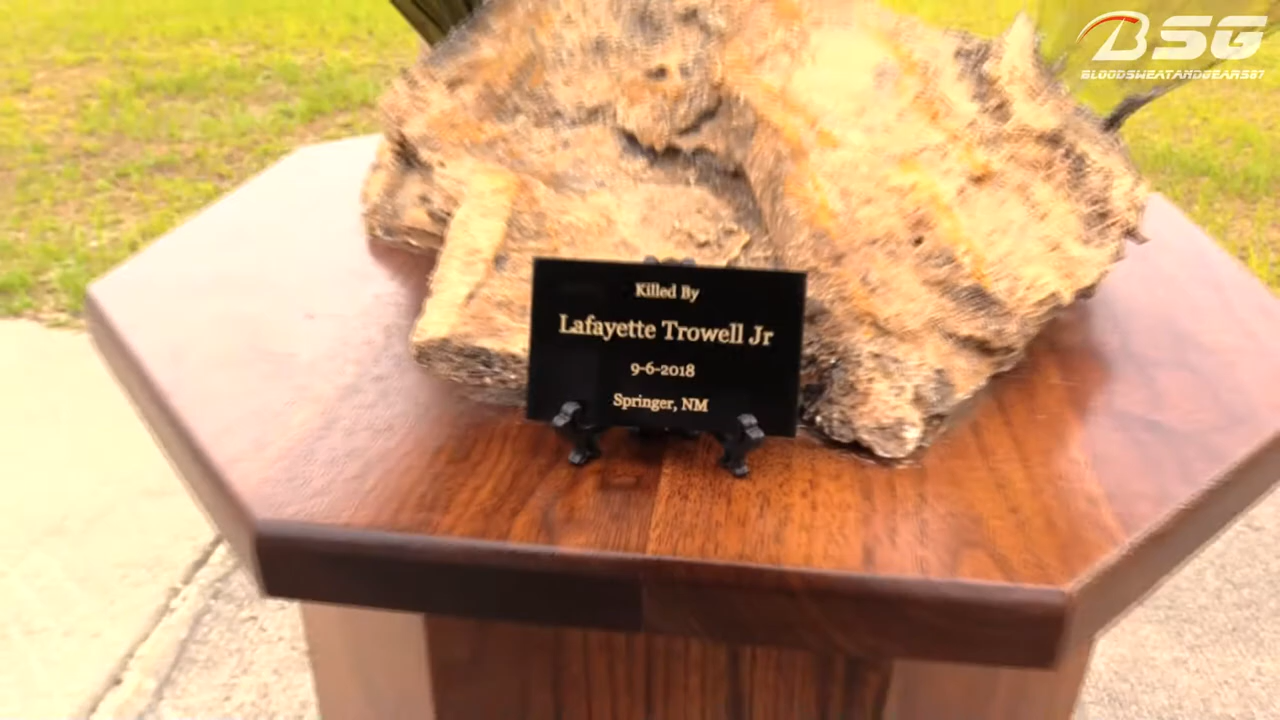 BSG
BLOODSWEATANDGEARS87
Killed By
Lafayette Trowell Jr
9-6-2018
Springer, NM